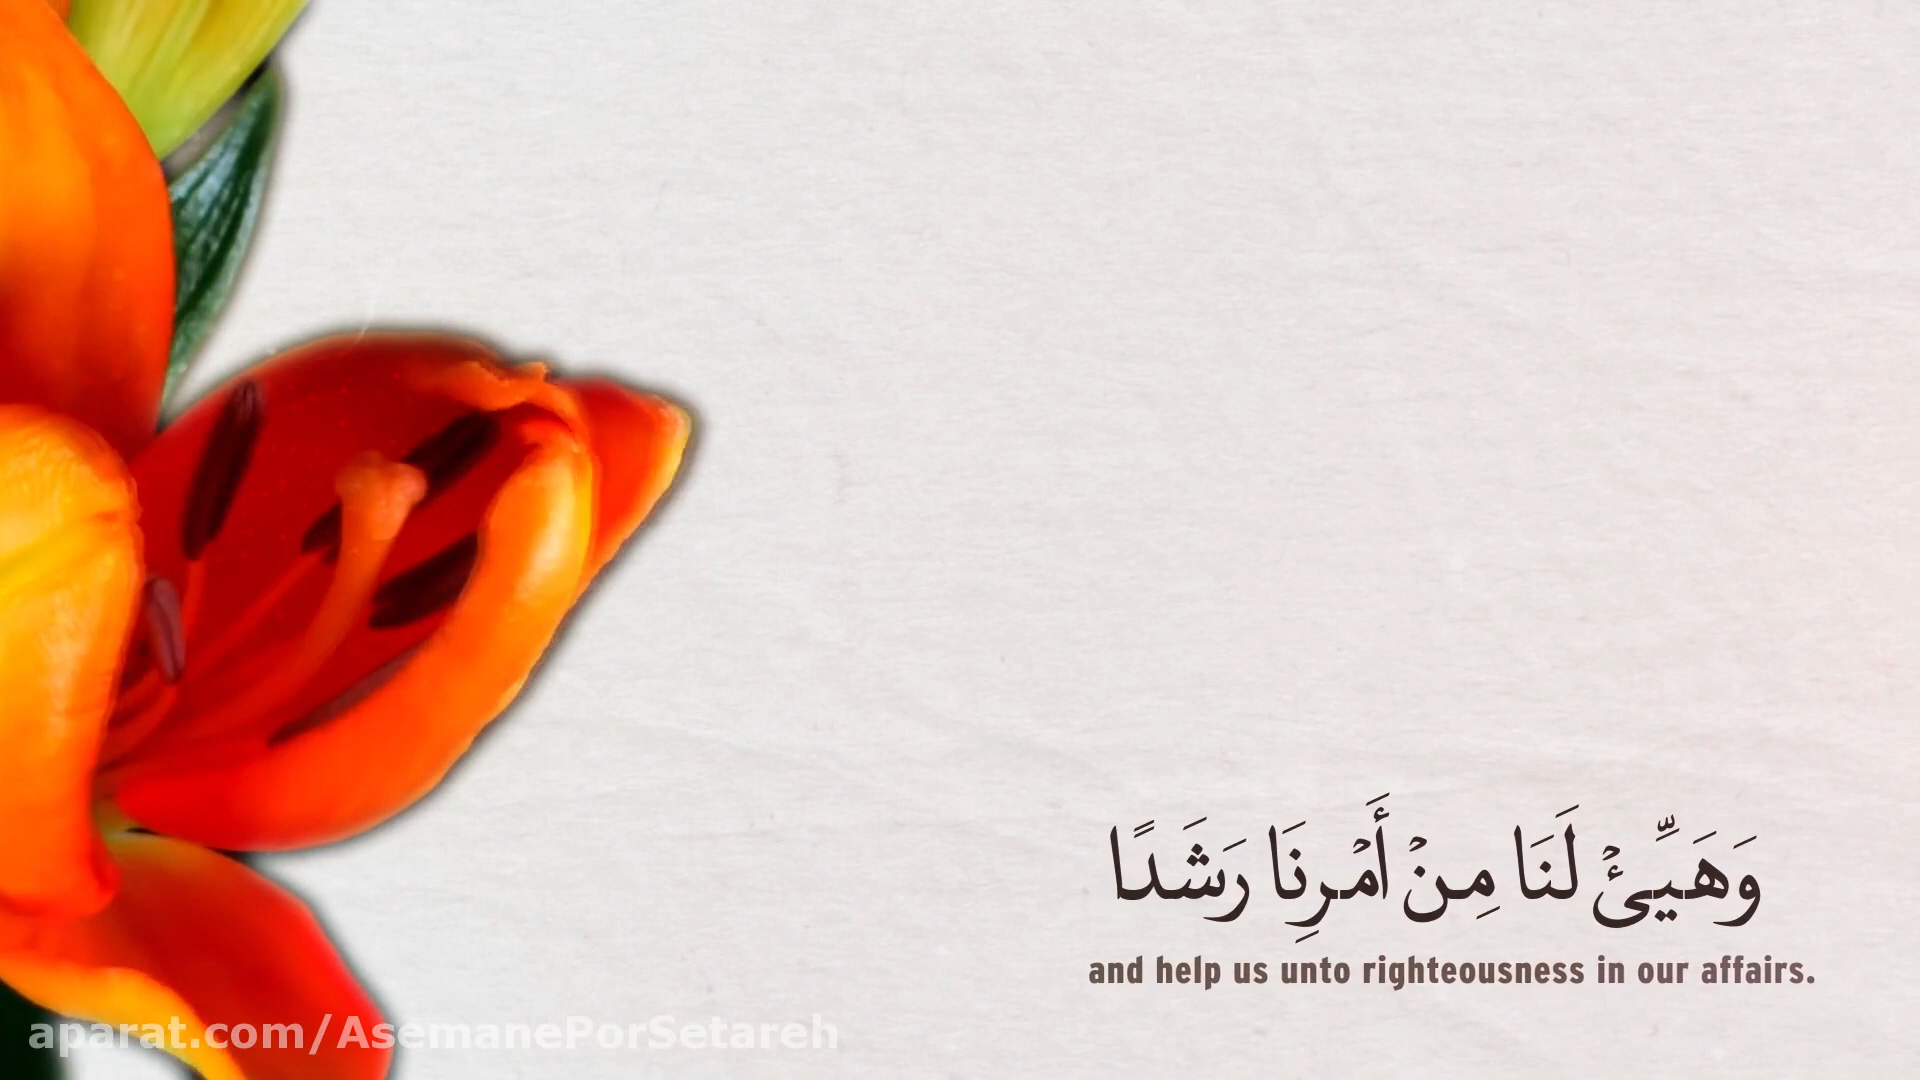 وَهَيِّئۡ لَنَا مِنۡ أَمۡرِنَا رَشَدًا
and help us unto righteousness in our affairs.
aparat.com/AsemanePorSetareh